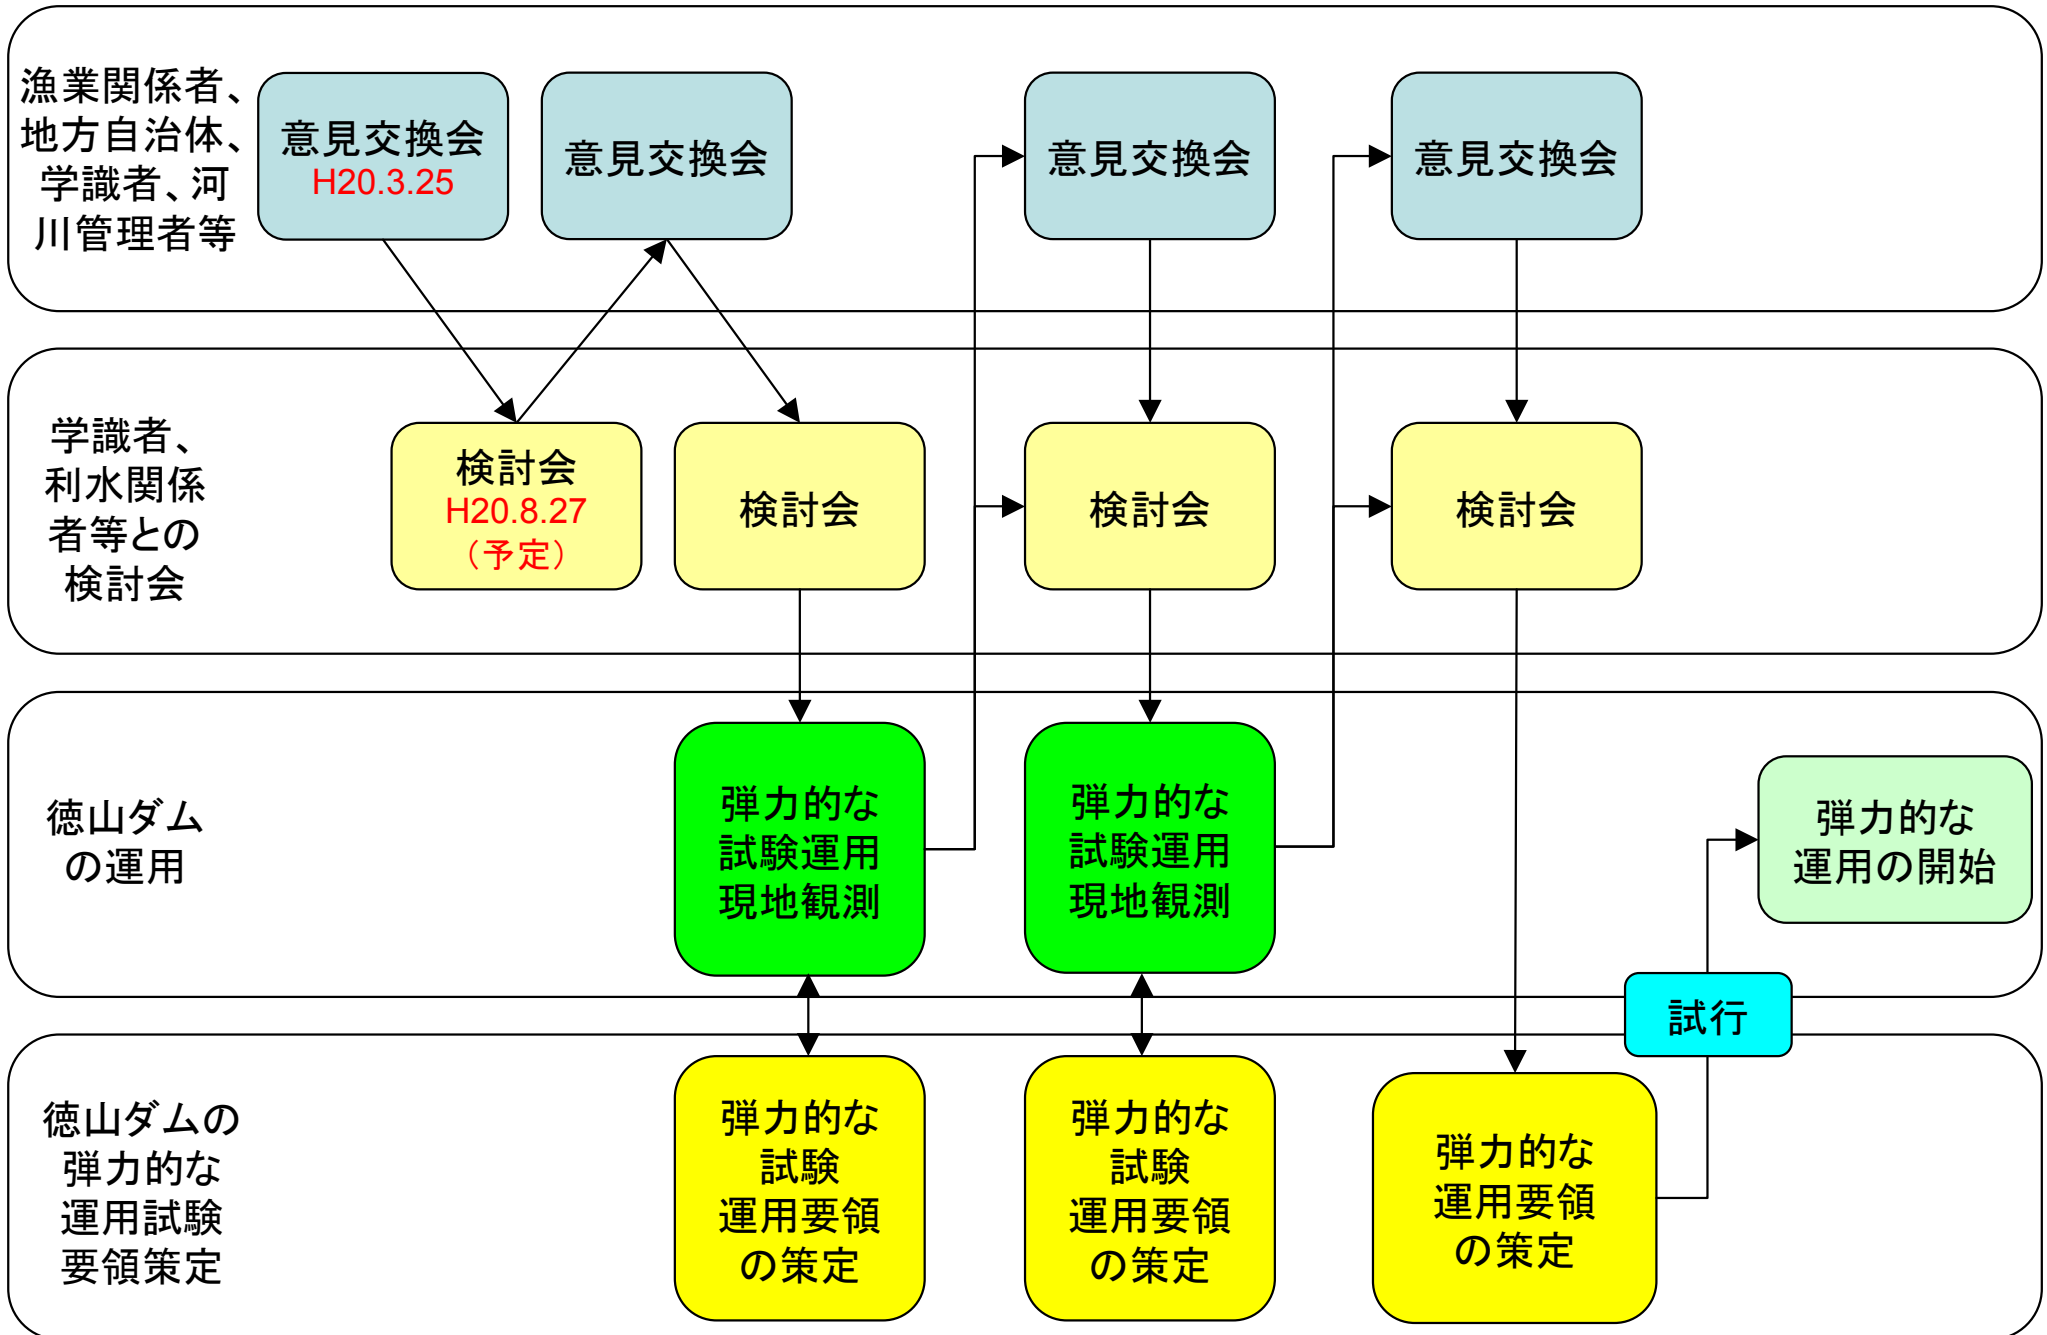 漁業関係者、
地方自治体、
学識者、河
川管理者等
意見交換会
H20.3.25
意見交換会
意見交換会
意見交換会
学識者、
利水関係
者等との
検討会
検討会
H20.8.27
（予定）
検討会
検討会
検討会
徳山ダム
の運用
弾力的な
試験運用
現地観測
弾力的な
試験運用
現地観測
弾力的な
運用の開始
試行
徳山ダムの
弾力的な
運用試験
要領策定
弾力的な
試験
運用要領
の策定
弾力的な
試験
運用要領
の策定
弾力的な
運用要領
の策定